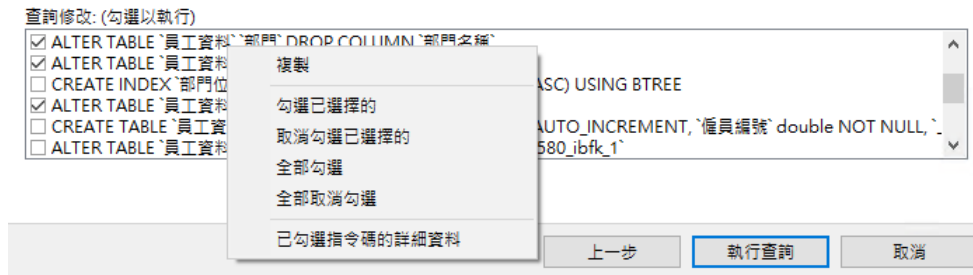 查詢修改: (勾選以執行)
ALTER TABLE `員工資料`.`部門` DROP COLUMN `部門名稱`
ALTER TABLE `員工資料
CREATE INDEX `部門位 ASC) USING BTREE
ALTER TABLE `員工資料
CREATE TABLE `員工資 AUTO_INCREMENT, `僱員編號` double NOT NULL, `_
ALTER TABLE `員工資料 580_ibfk_1`
複製
勾選已選擇的
取消勾選已選擇的
全部勾選
全部取消勾選
已勾選指令碼的詳細資料
上一步 執行查詢 取消